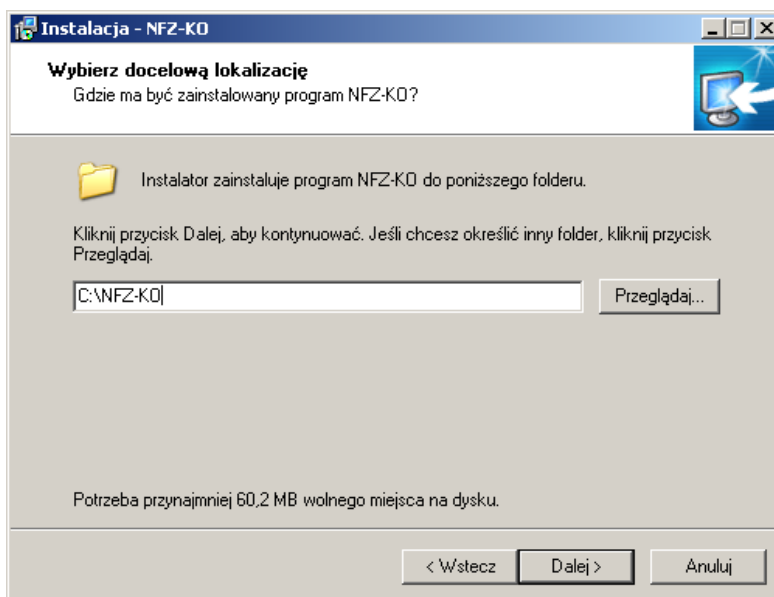 Instalacja - NFZ-KO
Wybierz docelową lokalizację
Gdzie ma być zainstalowany program NFZ-KO?
Instalator zainstaluje program NFZ-KO do poniższego folderu.
Kliknij przycisk Dalej, aby kontynuować. Jeśli chcesz określić inny folder, kliknij przycisk
Przeglądaj.
C:\NFZ-KO
Przeglądaj...
Potrzeba przynajmniej 60,2 MB wolnego miejsca na dysku.
< Wstecz
Dalej >
Anuluj